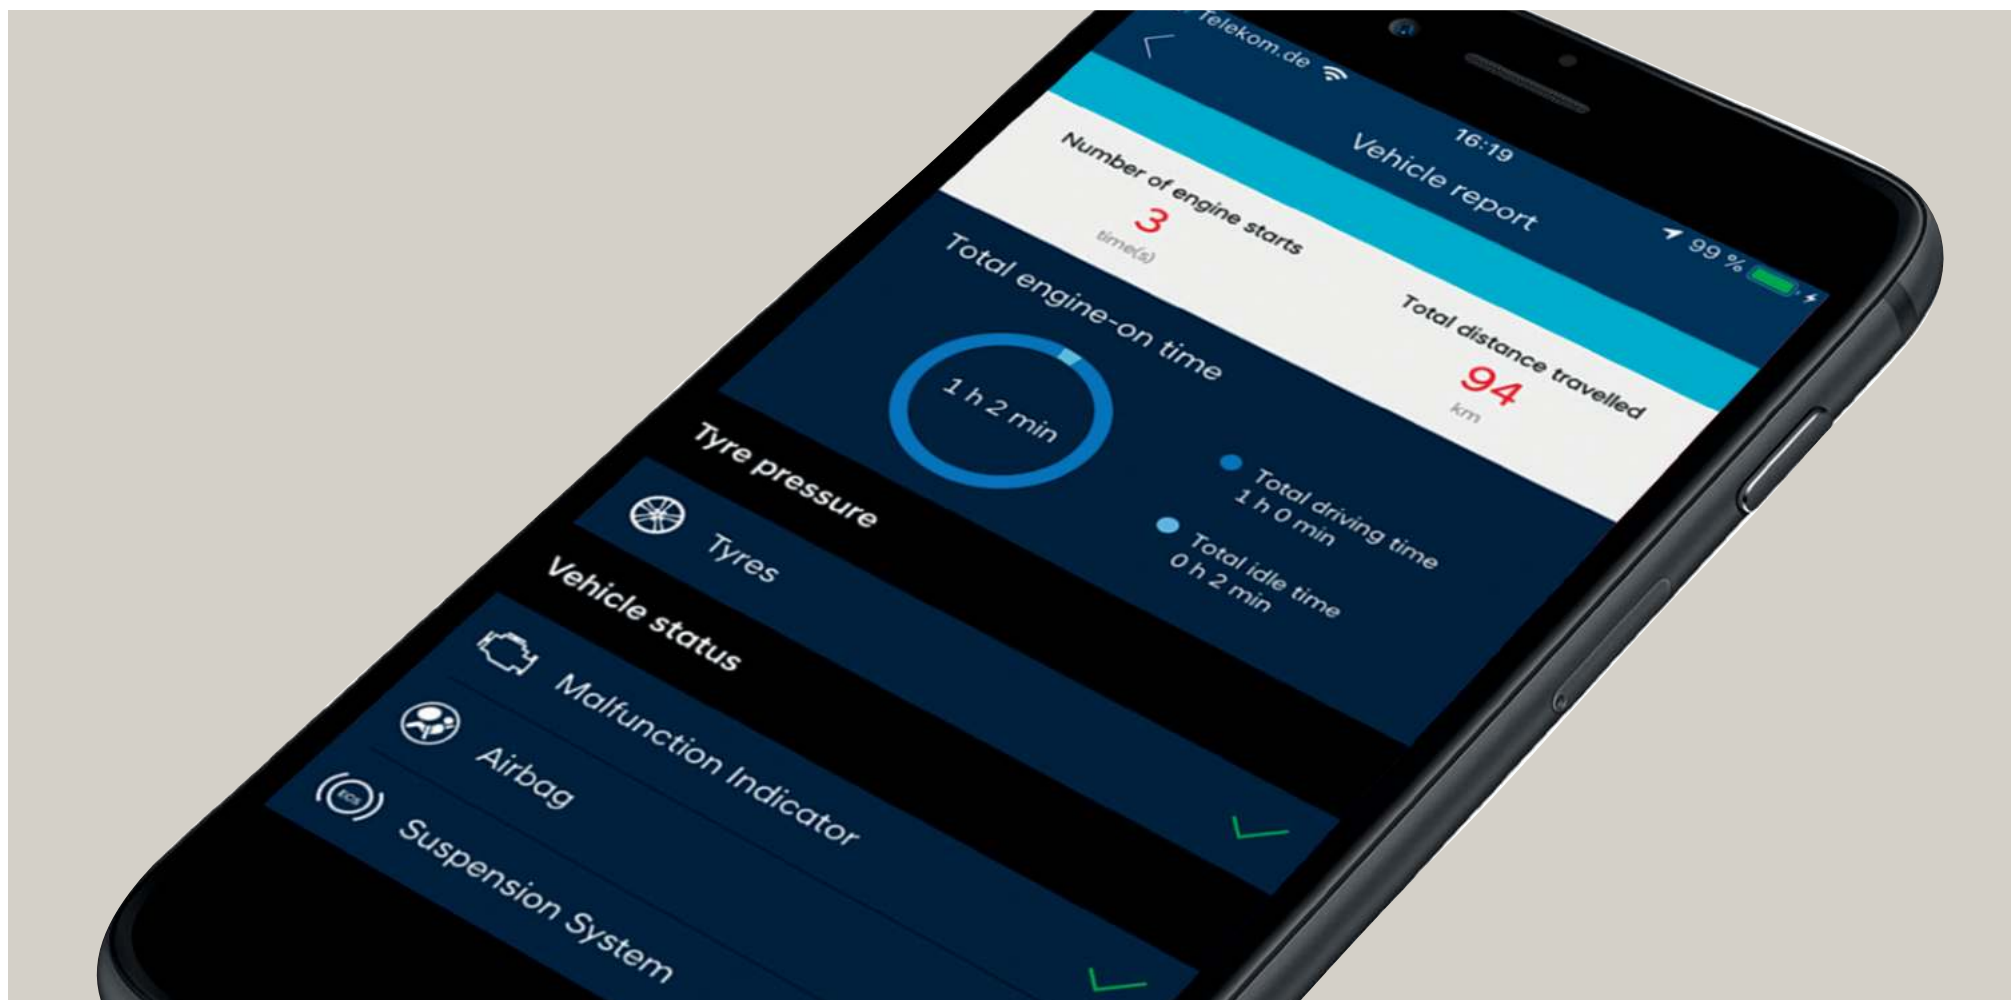 Telekom.de
16:19
99 %
Vehicle report
Number of engine starts
3
time(s)
Total distance travelled
94
km
Total engine-on time
1 h 2 min
Total driving time
1 h 0 min
Total idle time
0 h 2 min
Tyre pressure
Tyres
Vehicle status
Malfunction Indicator
Airbag
Suspension System